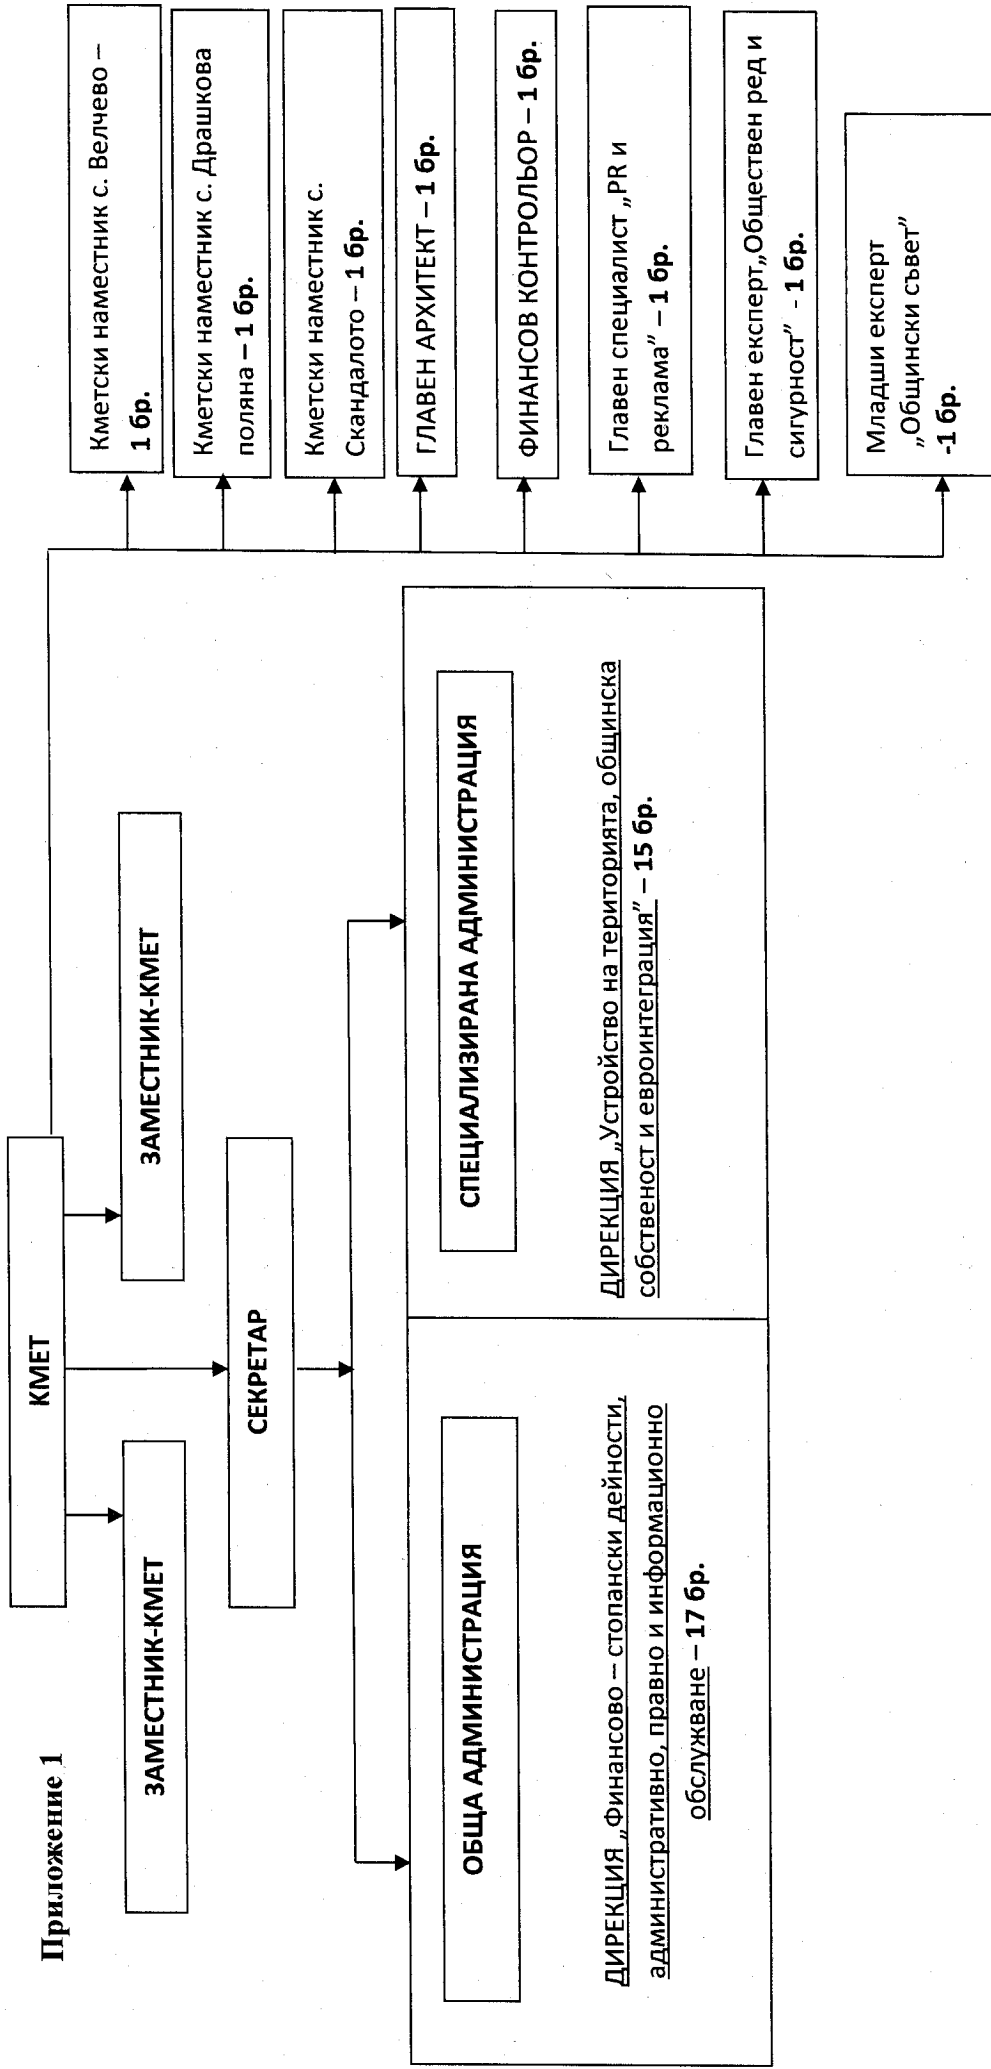 Приложение 1
КМЕТ
ЗАМЕСТНИК-КМЕТ
ЗАМЕСТНИК-КМЕТ
СЕКРЕТАР
ОБЩА АДМИНИСТРАЦИЯ
ДИРЕКЦИЯ „Финансово – стопански дейности,
административно, правно и информационно
обслужване – 17 бр.
СПЕЦИАЛИЗИРАНА АДМИНИСТРАЦИЯ
ДИРЕКЦИЯ „Устройство на територията, общинска
собственост и евроинтеграция” – 15 бр.
Кметски наместник с. Велчево –
1 бр.
Кметски наместник с. Драшкова
поляна – 1 бр.
Кметски наместник с.
Скандалото – 1 бр.
ГЛАВЕН АРХИТЕКТ – 1 бр.
ФИНАНСОВ КОНТРОЛЬОР – 1 бр.
Главен специалист „PR и
реклама” – 1 бр.
Главен експерт„Обществен ред и
сигурност” - 1 бр.
Младши експерт
„Общински съвет”
-1 бр.